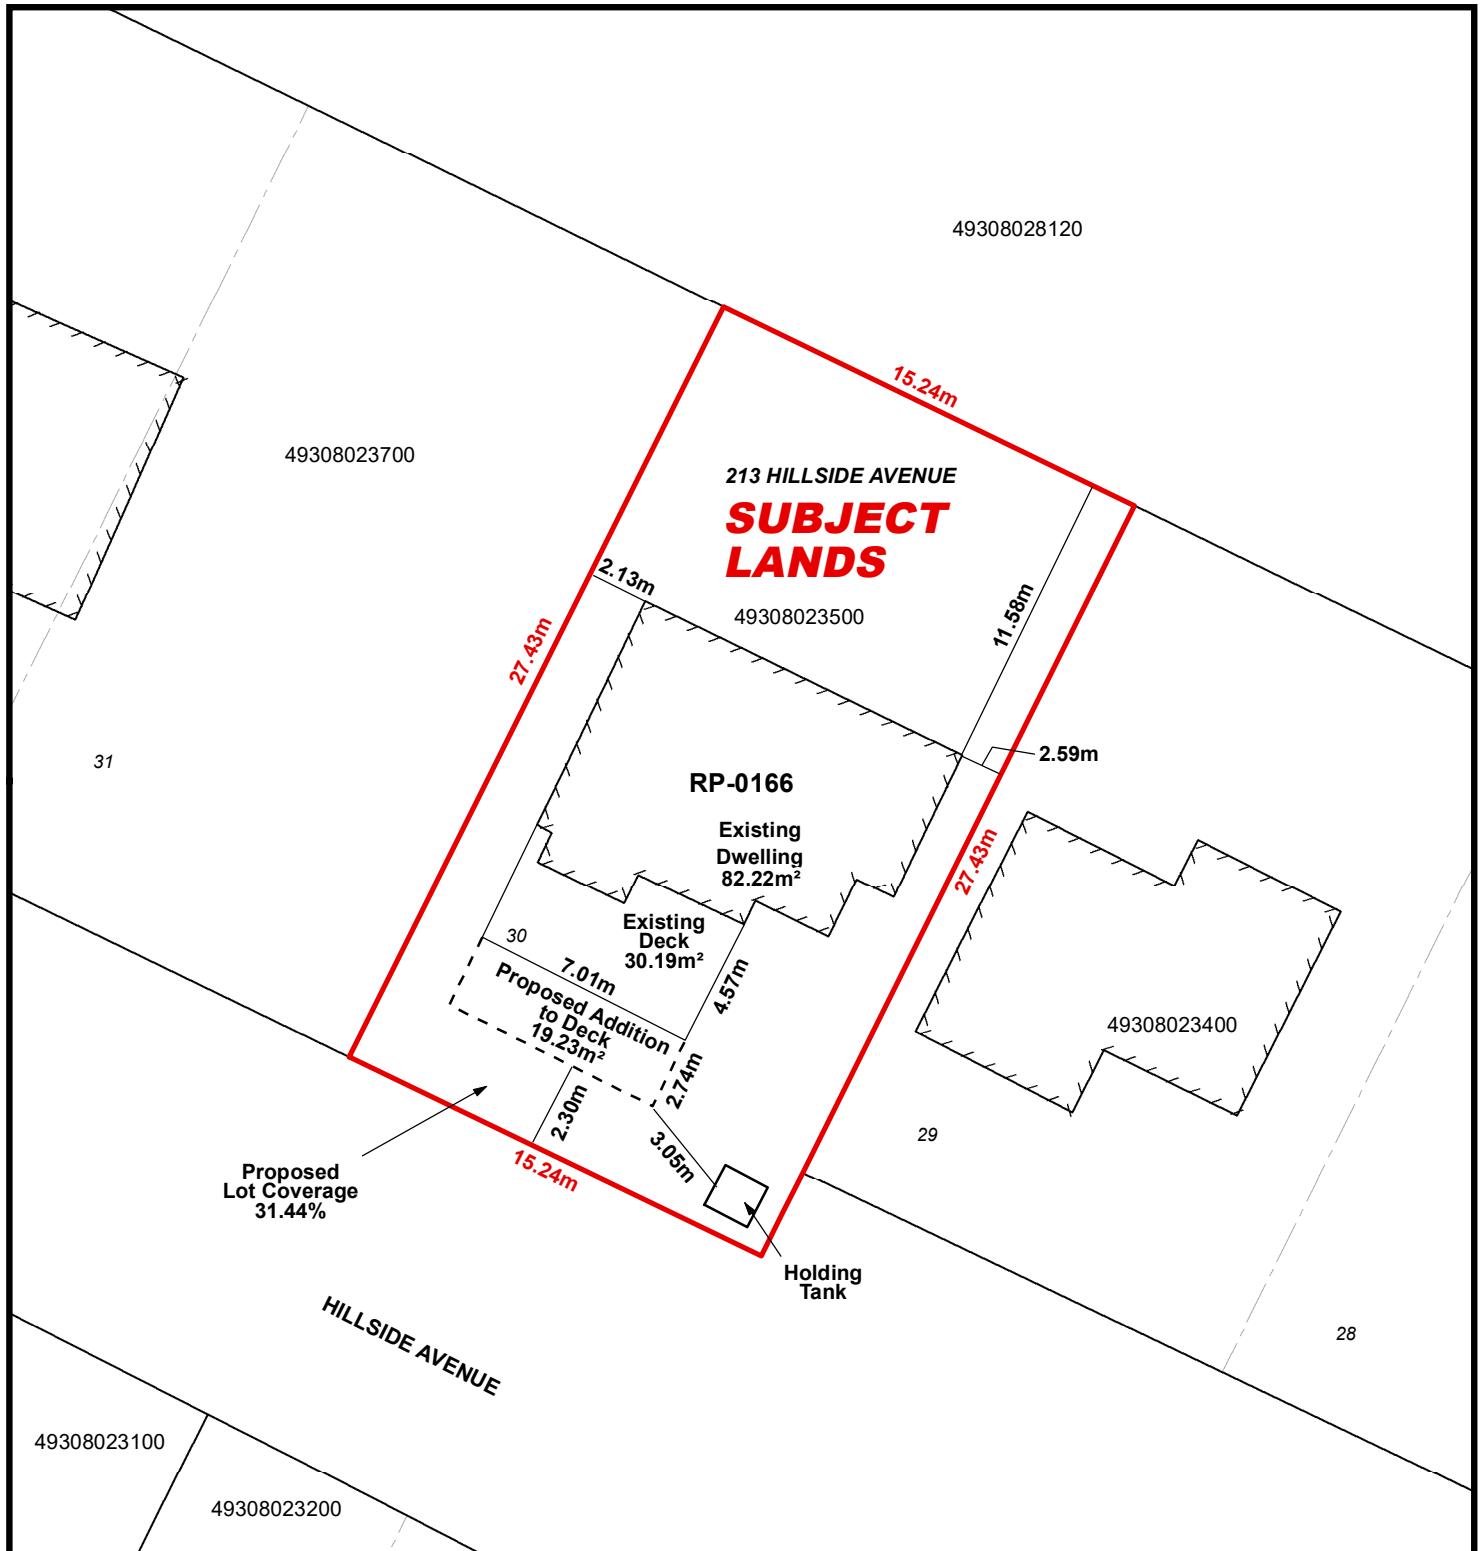 49308028120
15.24m
49308023700
213 HILLSIDE AVENUE
SUBJECT
LANDS
2.13m
49308023500
11.58m
27.43m
31
2.59m
RP-0166
Existing
Dwelling
82.22m²
27.43m
Existing
Deck
30.19m²
30
7.01m
4.57m
Proposed Addition
to Deck
19.23m²
49308023400
2.74m
2.30m
3.05m
29
15.24m
Proposed
Lot Coverage
31.44%
Holding
Tank
HILLSIDE AVENUE
28
49308023100
49308023200